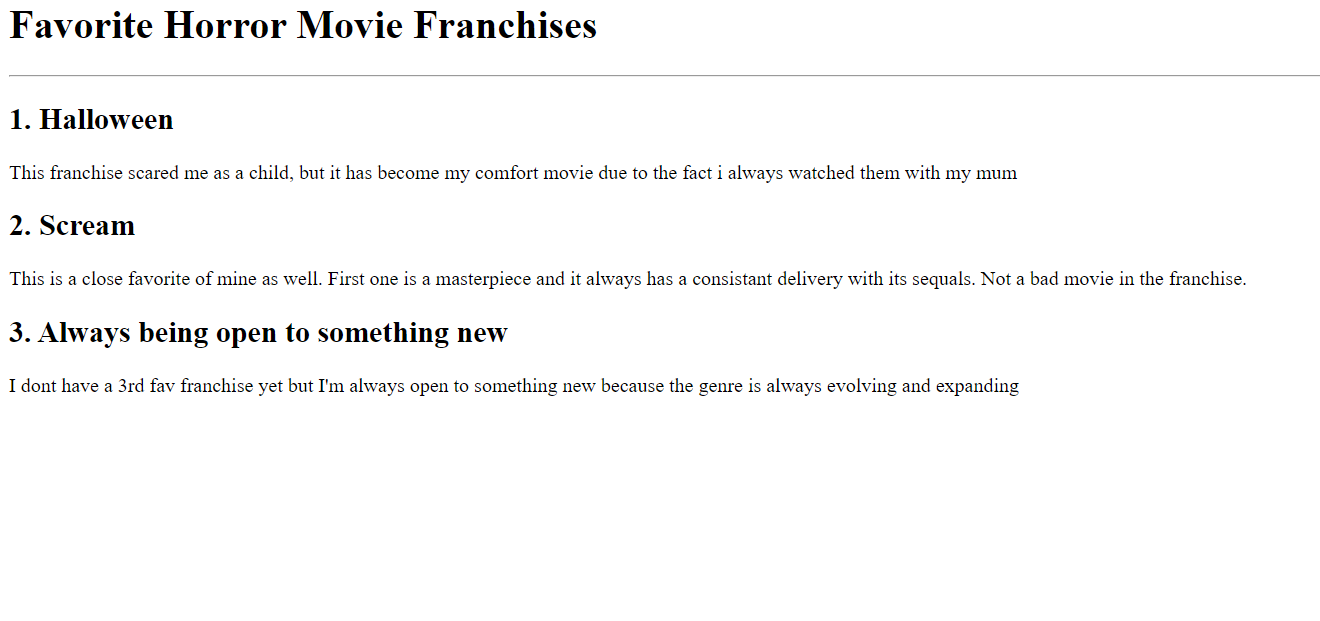 Favorite Horror Movie Franchises
1. Halloween
This franchise scared me as a child, but it has become my comfort movie due to the fact i always watched them with my mum
2. Scream
This is a close favorite of mine as well. First one is a masterpiece and it always has a consistant delivery with its sequals. Not a bad movie in the franchise.
3. Always being open to something new
I dont have a 3rd fav franchise yet but I'm always open to something new because the genre is always evolving and expanding